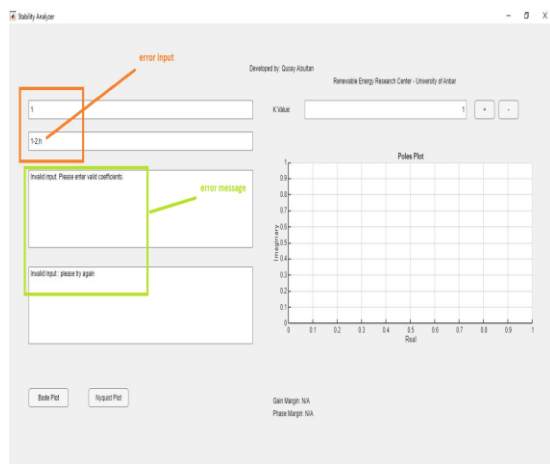 Stability Analyzer
error input
Developed by: Qusay Alsultan
Renewable Energy Research Center - University of Anbar
1
K Value:
1
+
-
1-2;h
Poles Plot
Invalid input. Please enter valid coefficients.
error message
Invalid input : please try again
1
0.9
0.8
0.7
0.6
0.5
0.4
0.3
0.2
0.1
0
Imaginary
0 0.1 0.2 0.3 0.4 0.5 0.6 0.7 0.8 0.9 1
Real
Bode Plot
Nyquist Plot
Gain Margin: N/A
Phase Margin: N/A